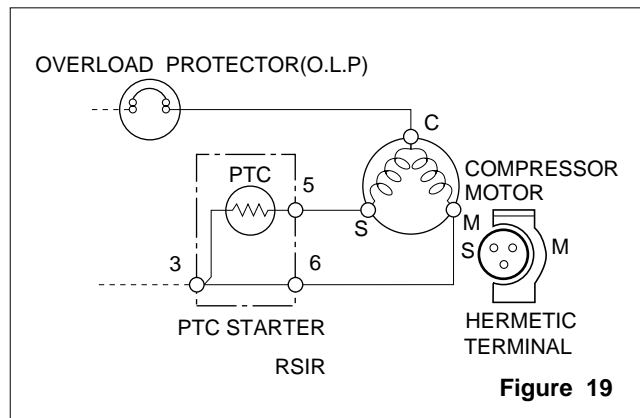 OVERLOAD PROTECTOR(O.L.P)
C
PTC
5
COMPRESSOR
MOTOR
S
M
S
M
3
6
PTC STARTER
HERMETIC
TERMINAL
RSIR
Figure 19